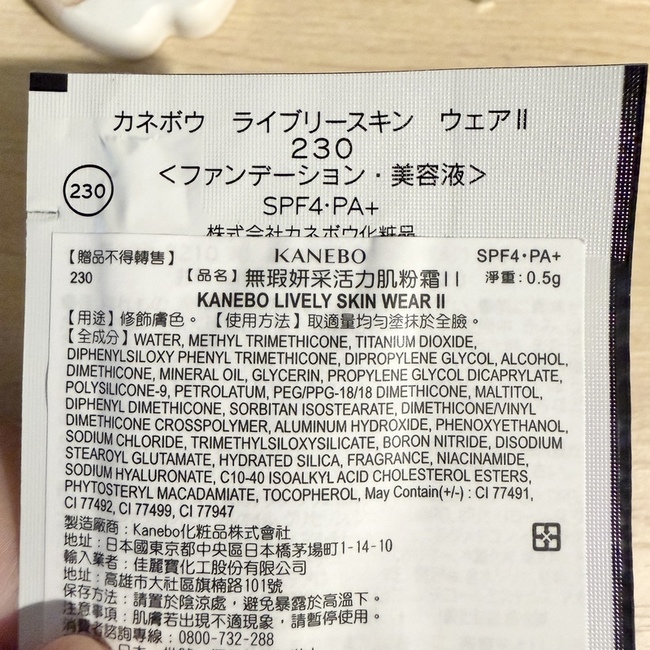 カネボウ ライブリースキン ウェアII
230
230
<ファンデーション・美容液>
SPF4・PA+
株式会社カネボウ化粧品
【贈品不得轉售】 KANEBO SPF4・PA+
230 【品名】無瑕妍采活力肌粉霜II 淨重:0.5g
KANEBO LIVELY SKIN WEAR II
【用途】修飾膚色。【使用方法】取適量均勻塗抹於全臉。
【全成分】WATER, METHYL TRIMETHICONE, TITANIUM DIOXIDE,
DIPHENYLSILOXY PHENYL TRIMETHICONE, DIPROPYLENE GLYCOL, ALCOHOL,
DIMETHICONE, MINERAL OIL, GLYCERIN, PROPYLENE GLYCOL DICAPRYLATE,
POLYSILICONE-9, PETROLATUM, PEG/PPG-18/18 DIMETHICONE, MALTITOL,
DIPHENYL DIMETHICONE, SORBITAN ISOSTEARATE, DIMETHICONE/VINYL
DIMETHICONE CROSSPOLYMER, ALUMINUM HYDROXIDE, PHENOXYETHANOL,
SODIUM CHLORIDE, TRIMETHYLSILOXYSILICATE, BORON NITRIDE, DISODIUM
STEAROYL GLUTAMATE, HYDRATED SILICA, FRAGRANCE, NIACINAMIDE,
SODIUM HYALURONATE, C10-40 ISOALKYL ACID CHOLESTEROL ESTERS,
PHYTOSTERYL MACADAMIATE, TOCOPHEROL, May Contain(+/-) : CI 77491,
CI 77492, CI 77499, CI 77947
製造廠商:Kanebo化粧品株式會社
地址:日本國東京都中央區日本橋茅場町1-14-10
輸入業者:佳麗寶化工股份有限公司
地址:高雄市大社區旗楠路101號
保存方法:請置於陰涼處,避免暴露於高溫下。
注意事項:肌膚若出現不適現象,請暫停使用。
消費者諮詢專線:0800-732-288